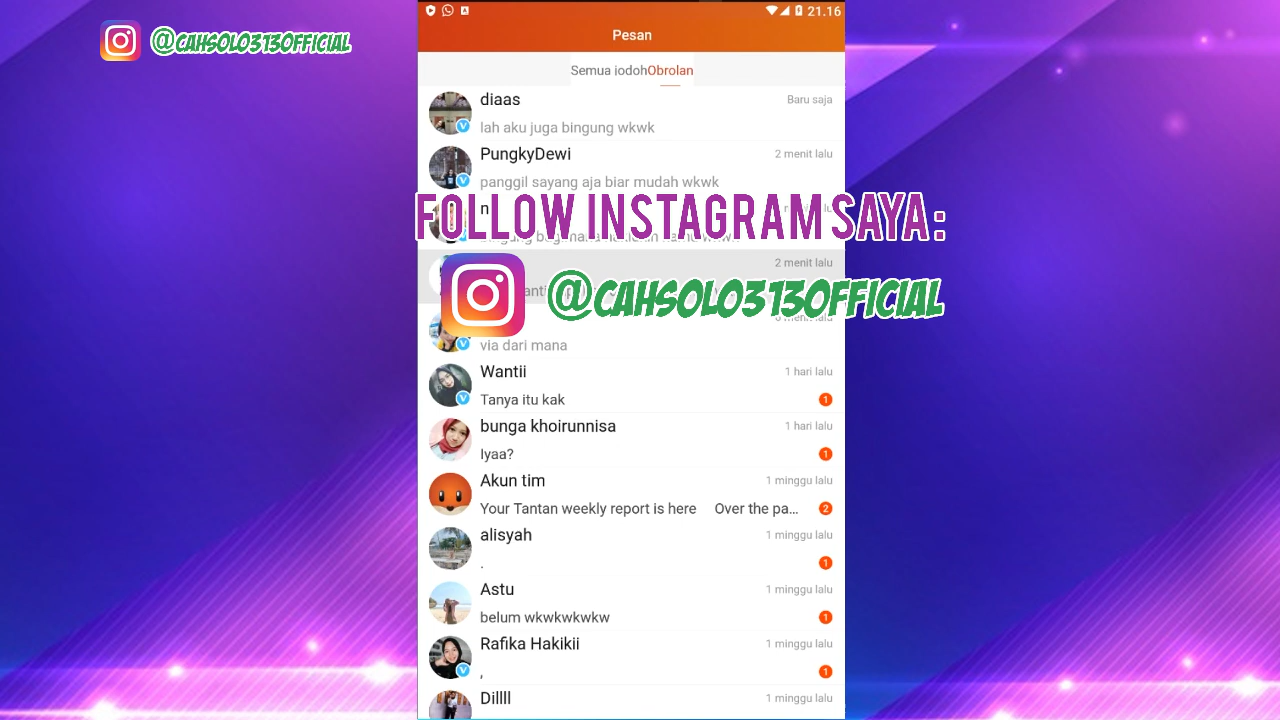 @CAHSOLO313OFFICIAL
21.16
Pesan
Semua jodoh Obrolan
diaas Baru saja
lah aku juga bingung wkwk
PungkyDewi 2 menit lalu
panggil sayang aja biar mudah wkwk
FOLLOW INSTAGRAM SAYA :
2 menit lalu
@CAHSOLO313OFFICIAL
menit lalu
via dari mana
Wantii 1 hari lalu
Tanya itu kak 1
bunga khoirunnisa 1 hari lalu
Iyaa? 1
Akun tim 1 minggu lalu
Your Tantan weekly report is here Over the pa... 2
alisyah 1 minggu lalu
. 1
Astu 1 minggu lalu
belum wkwkwkwkw 1
Rafika Hakikii 1 minggu lalu
, 1
Dillll 1 minggu lalu